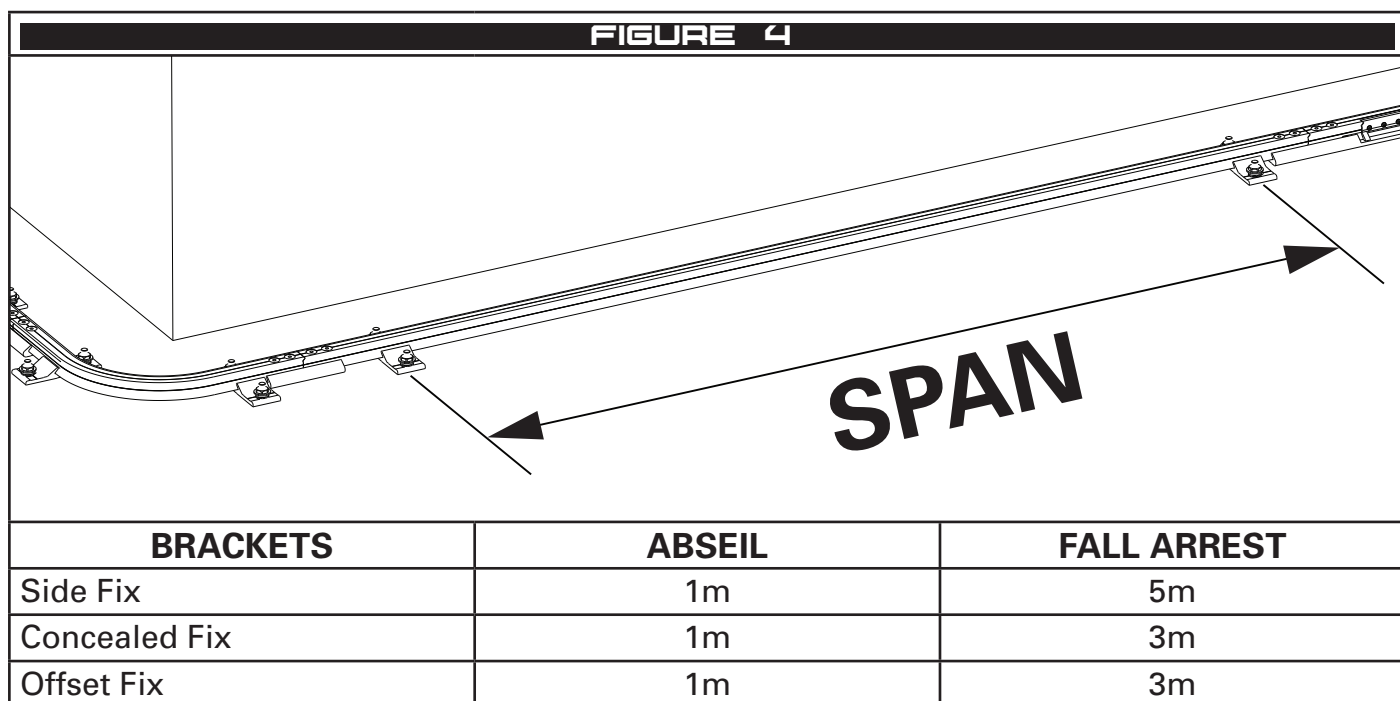 FIGURE 4
SPAN
BRACKETS ABSEIL FALL ARREST
Side Fix 1m 5m
Concealed Fix 1m 3m
Offset Fix 1m 3m